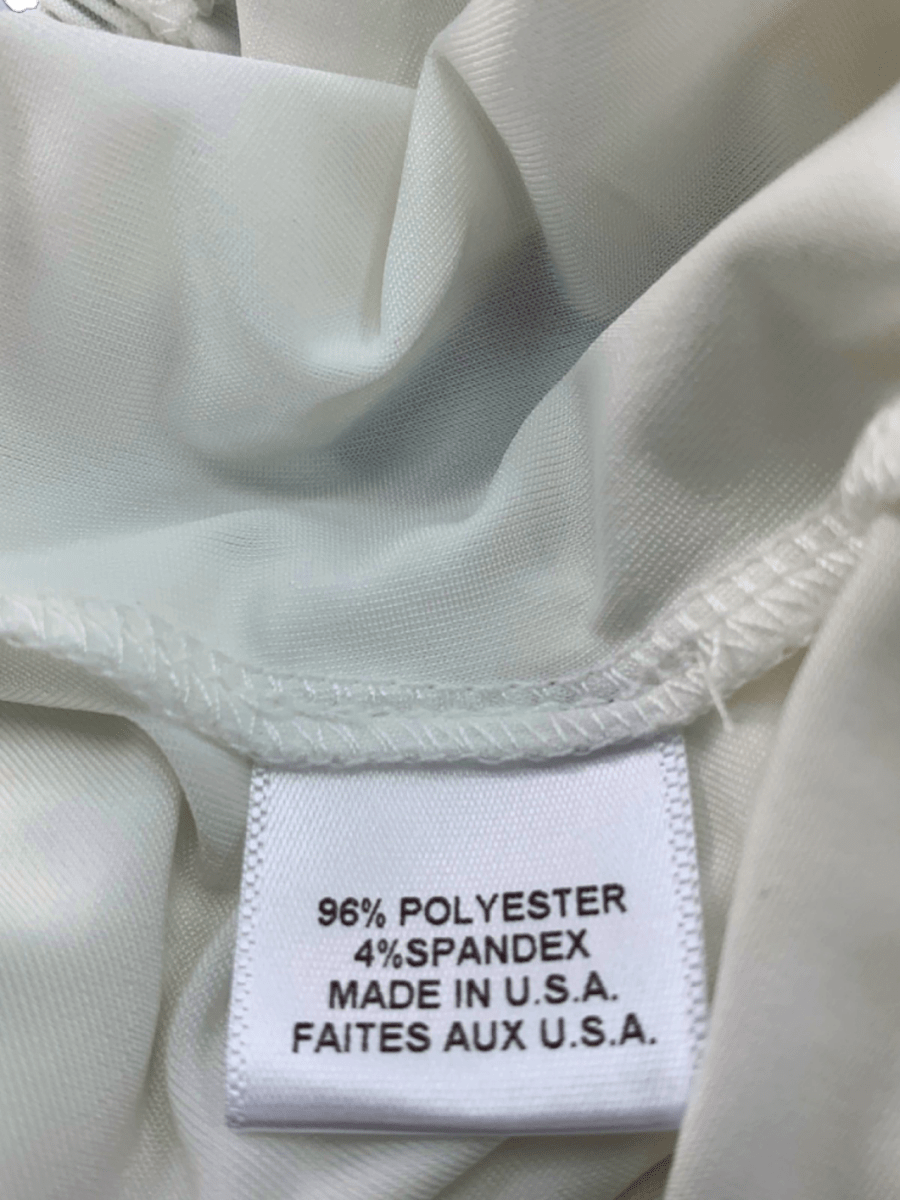 96% POLYESTER
4%SPANDEX
MADE IN U.S.A.
FAITES AUX U.S.A.